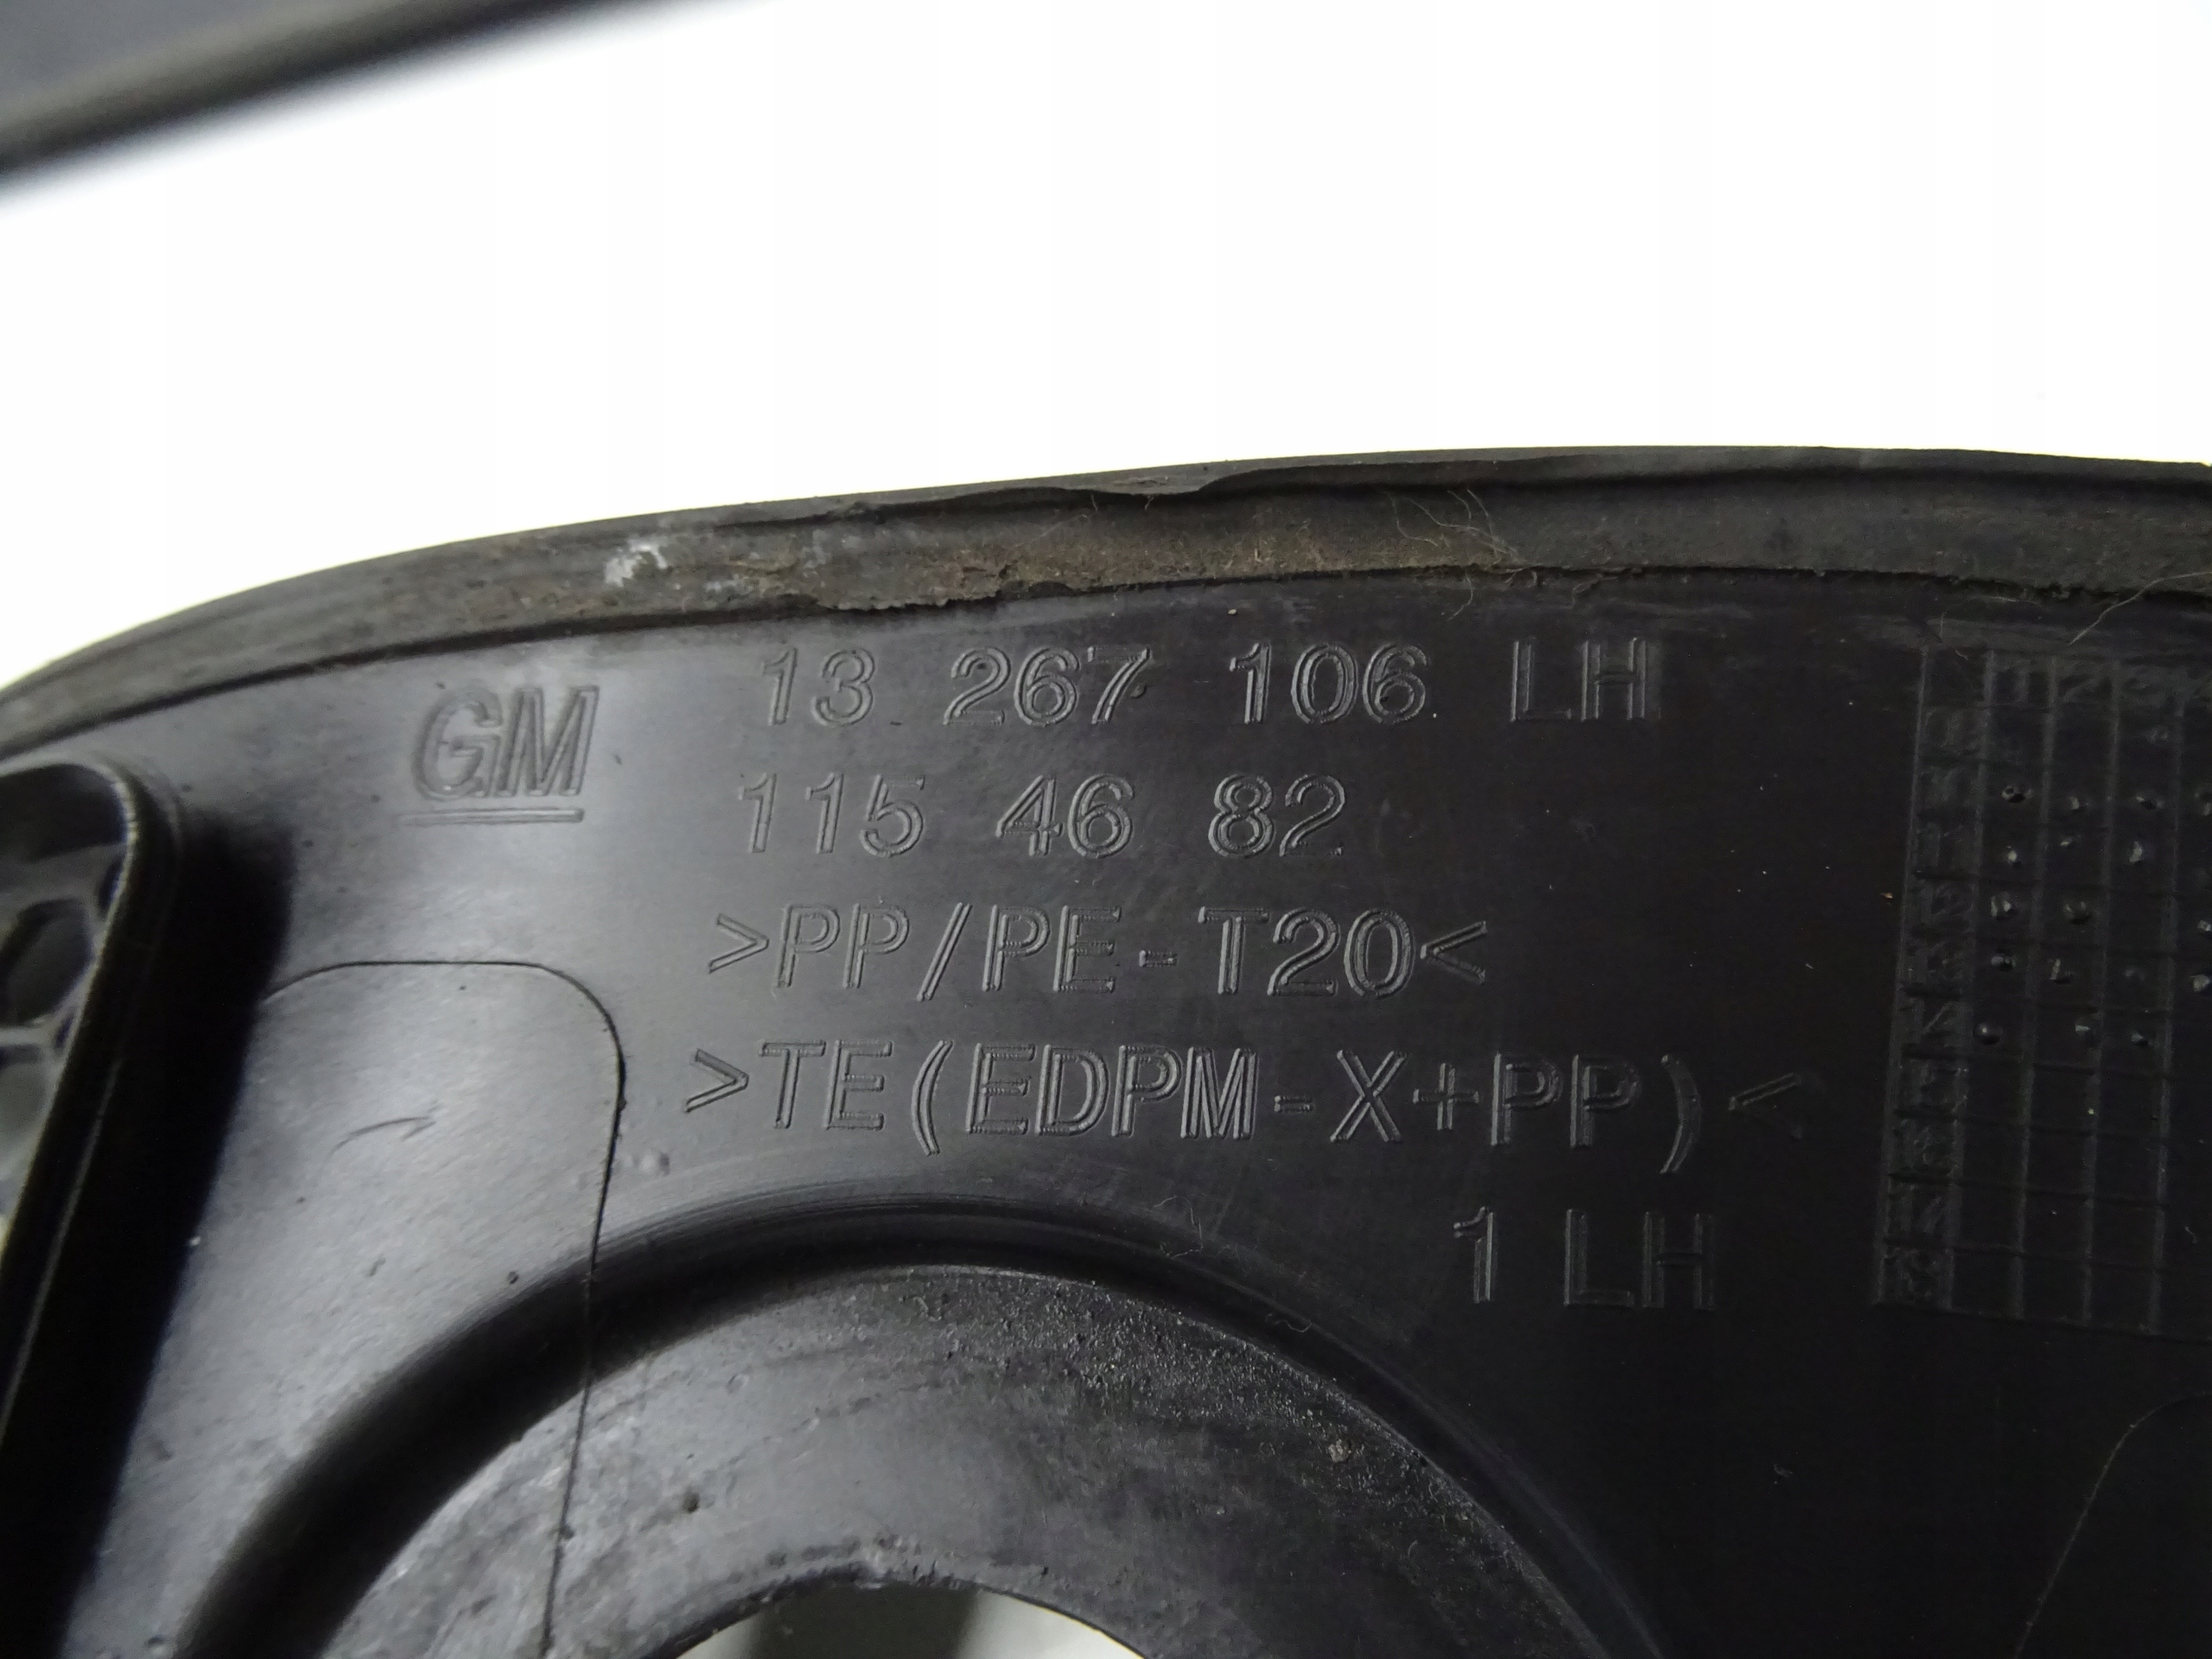 GM
13 267 106 LH
115 46 82
>PP/PE-T20<
>TE(EDPM-X+PP)<
1 LH